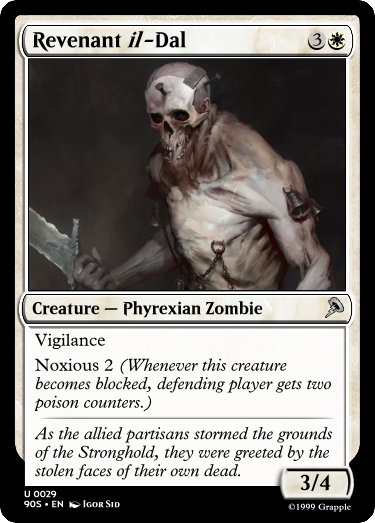 Revenant il-Dal 3
Creature — Phyrexian Zombie
Vigilance
Noxious 2 (Whenever this creature
becomes blocked, defending player gets two
poison counters.)
As the allied partisans stormed the grounds
of the Stronghold, they were greeted by the
stolen faces of their own dead.
3/4
U 0029
90S • EN Igor Sid
©1999 Grapple